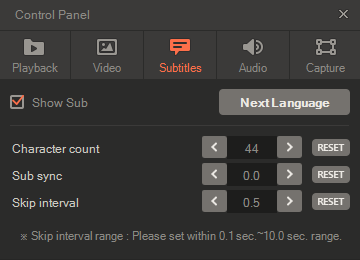 Control Panel
Playback Video Subtitles Audio Capture
Show Sub Next Language
Character count 44 RESET
Sub sync 0.0 RESET
Skip interval 0.5 RESET
※ Skip interval range : Please set within 0.1 sec.~10.0 sec. range.